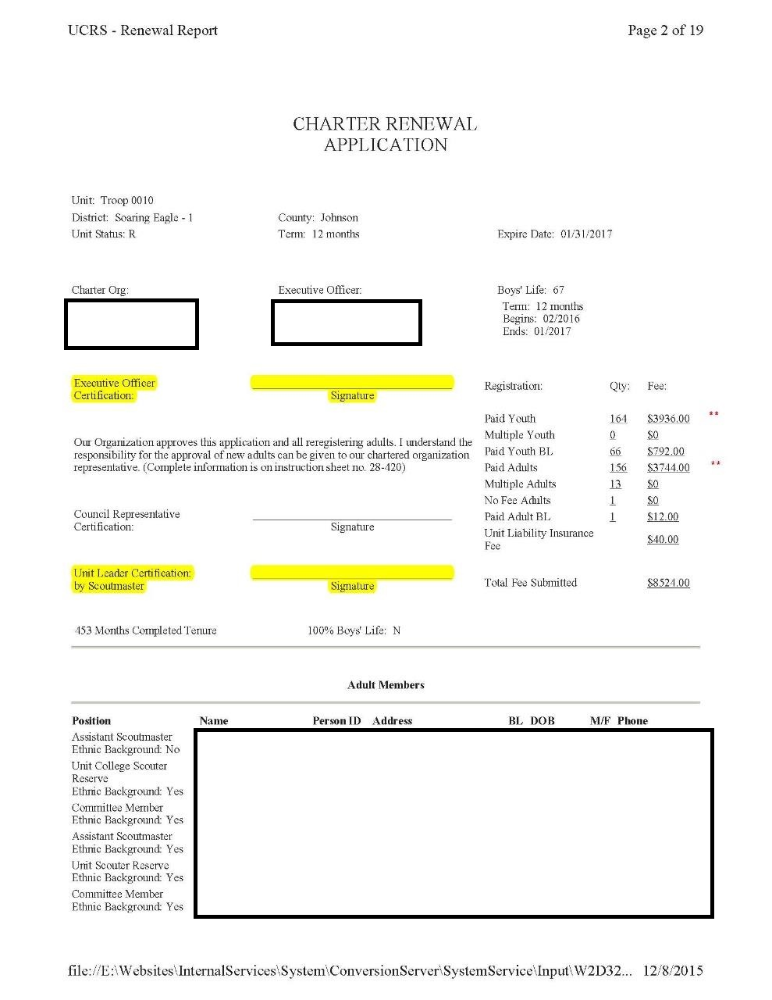 UCRS - Renewal Report Page 2 of 19
CHARTER RENEWAL
APPLICATION
Unit: Troop 0010
District: Soaring Eagle - 1 County: Johnson
Unit Status: R Term: 12 months Expire Date: 01/31/2017
Charter Org: Executive Officer: Boys' Life: 67
Term: 12 months
Begins: 02/2016
Ends: 01/2017
Executive Officer
Certification:
Signature
Our Organization approves this application and all reregistering adults. I understand the
responsibility for the approval of new adults can be given to our chartered organization
representative. (Complete information is on instruction sheet no. 28-420)
Council Representative
Certification:
Signature
Unit Leader Certification:
by Scoutmaster
Signature
Registration: Qty: Fee:
Paid Youth 164 $3936.00 **
Multiple Youth 0 $0
Paid Youth BL 66 $792.00
Paid Adults 156 $3744.00 **
Multiple Adults 13 $0
No Fee Adults 1 $0
Paid Adult BL 1 $12.00
Unit Liability Insurance
Fee $40.00
Total Fee Submitted $8524.00
453 Months Completed Tenure 100% Boys' Life: N
Adult Members
Position Name Person ID Address BL DOB M/F Phone
Assistant Scoutmaster
Ethnic Background: No
Unit College Scouter
Reserve
Ethnic Background: Yes
Committee Member
Ethnic Background: Yes
Assistant Scoutmaster
Ethnic Background: Yes
Unit Scouter Reserve
Ethnic Background: Yes
Committee Member
Ethnic Background: Yes
file://E:\Websites\InternalServices\System\ConversionServer\SystemService\Input\W2D32... 12/8/2015